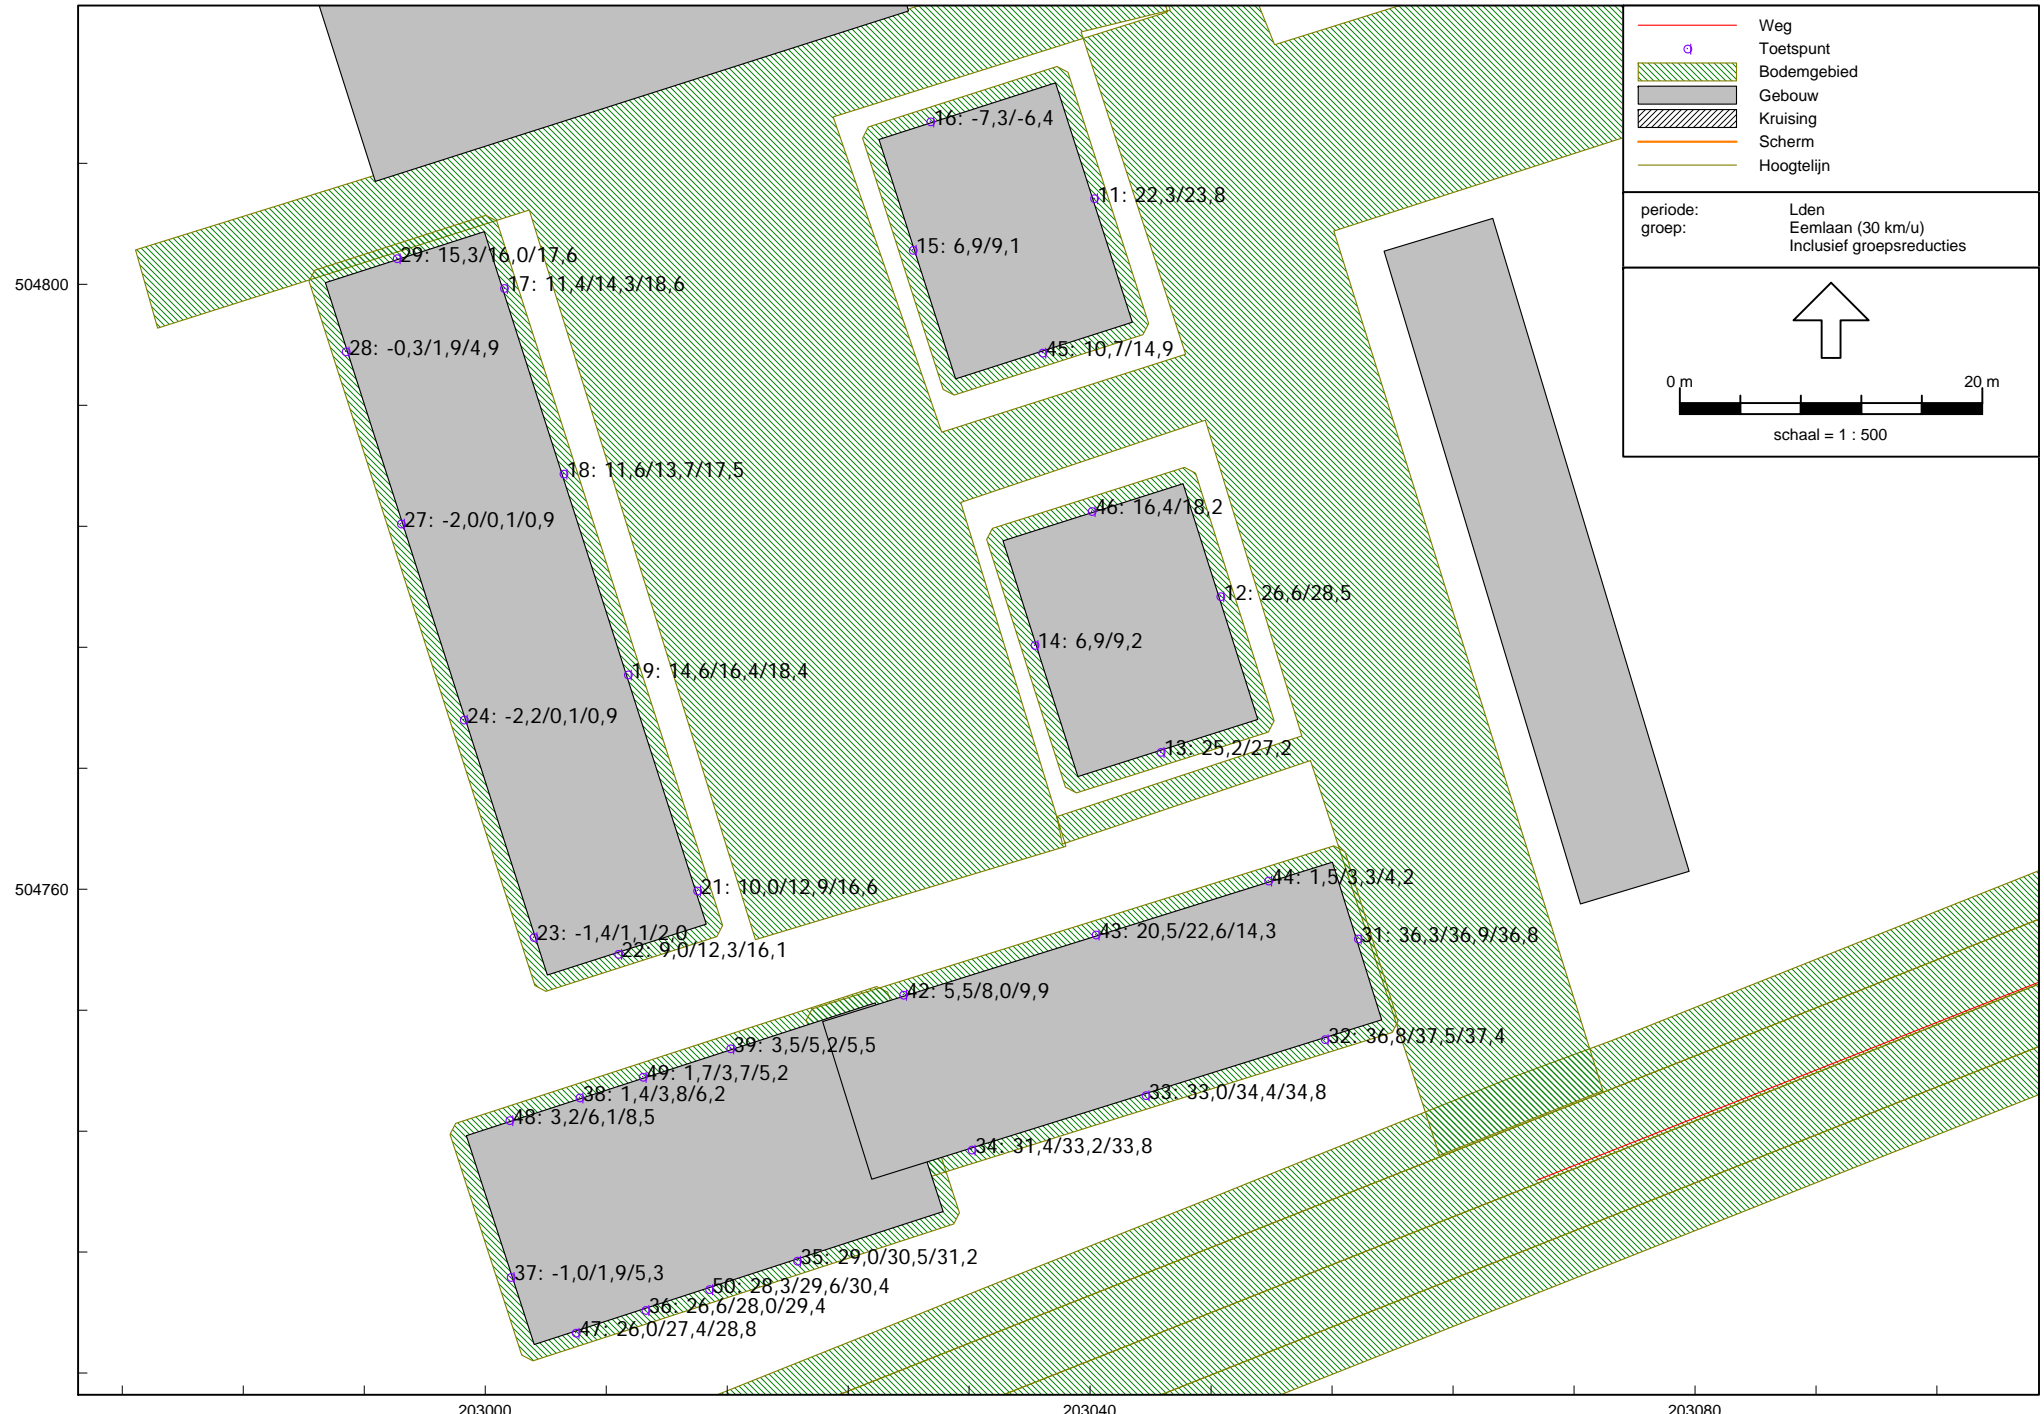 Weg
Toetspunt
Bodemgebied
Gebouw
Kruising
Scherm
Hoogtelijn
periode: Lden
groep: Eemlaan (30 km/u)
Inclusief groepsreducties
0 m 20 m
schaal = 1 : 500
16: -7,3/-6,4
11: 22,3/23,8
15: 6,9/9,1
29: 15,3/16,0/17,6
504800
17: 11,4/14,3/18,6
28: -0,3/1,9/4,9
45: 10,7/14,9
18: 11,6/13,7/17,5
46: 16,4/18,2
27: -2,0/0,1/0,9
12: 26,6/28,5
14: 6,9/9,2
19: 14,6/16,4/18,4
24: -2,2/0,1/0,9
13: 25,2/27,2
44: 1,5/3,3/4,2
504760
21: 10,0/12,9/16,6
23: -1,4/1,1/2,0
43: 20,5/22,6/14,3
31: 36,3/36,9/36,8
22: 9,0/12,3/16,1
42: 5,5/8,0/9,9
32: 36,8/37,5/37,4
39: 3,5/5,2/5,5
49: 1,7/3,7/5,2
38: 1,4/3,8/6,2
33: 33,0/34,4/34,8
48: 3,2/6,1/8,5
34: 31,4/33,2/33,8
35: 29,0/30,5/31,2
37: -1,0/1,9/5,3
50: 28,3/29,6/30,4
36: 26,6/28,0/29,4
47: 26,0/27,4/28,8
203000 203040 203080